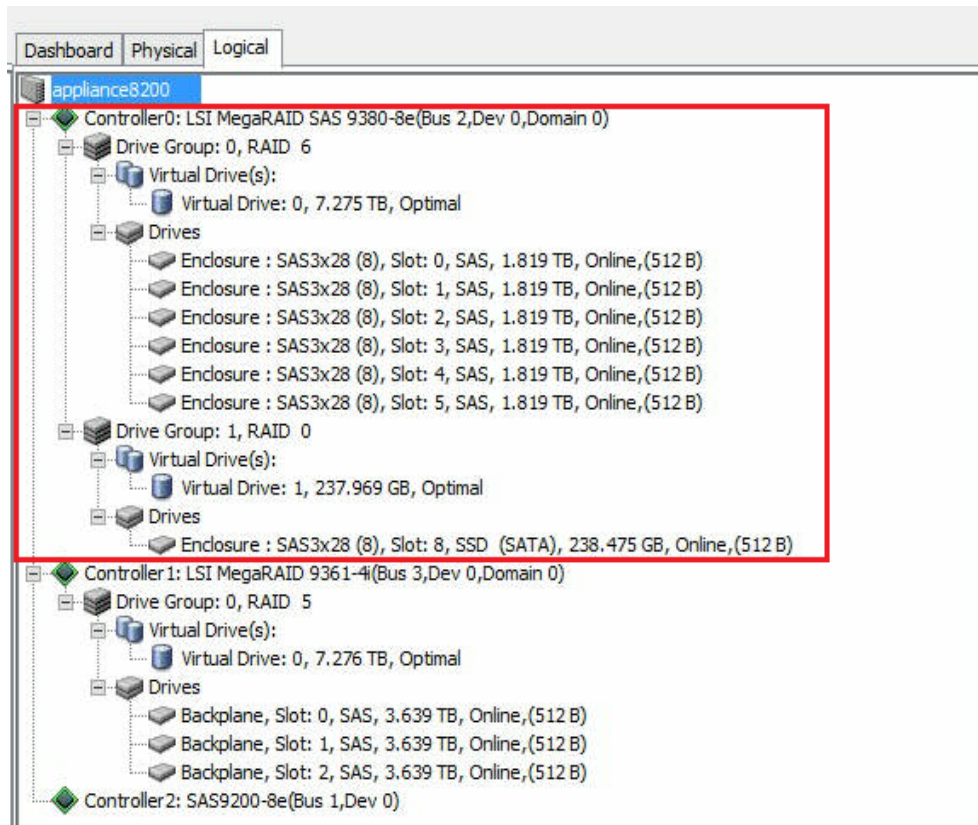 Dashboard Physical Logical
appliance8200
Controller0: LSI MegaRAID SAS 9380-8e(Bus 2,Dev 0,Domain 0)
Drive Group: 0, RAID 6
Virtual Drive(s):
Virtual Drive: 0, 7.275 TB, Optimal
Drives
Enclosure : SAS3x28 (8), Slot: 0, SAS, 1.819 TB, Online,(512 B)
Enclosure : SAS3x28 (8), Slot: 1, SAS, 1.819 TB, Online,(512 B)
Enclosure : SAS3x28 (8), Slot: 2, SAS, 1.819 TB, Online,(512 B)
Enclosure : SAS3x28 (8), Slot: 3, SAS, 1.819 TB, Online,(512 B)
Enclosure : SAS3x28 (8), Slot: 4, SAS, 1.819 TB, Online,(512 B)
Enclosure : SAS3x28 (8), Slot: 5, SAS, 1.819 TB, Online,(512 B)
Drive Group: 1, RAID 0
Virtual Drive(s):
Virtual Drive: 1, 237.969 GB, Optimal
Drives
Enclosure : SAS3x28 (8), Slot: 8, SSD (SATA), 238.475 GB, Online,(512 B)
Controller1: LSI MegaRAID 9361-4i(Bus 3,Dev 0,Domain 0)
Drive Group: 0, RAID 5
Virtual Drive(s):
Virtual Drive: 0, 7.276 TB, Optimal
Drives
Backplane, Slot: 0, SAS, 3.639 TB, Online,(512 B)
Backplane, Slot: 1, SAS, 3.639 TB, Online,(512 B)
Backplane, Slot: 2, SAS, 3.639 TB, Online,(512 B)
Controller2: SAS9200-8e(Bus 1,Dev 0)